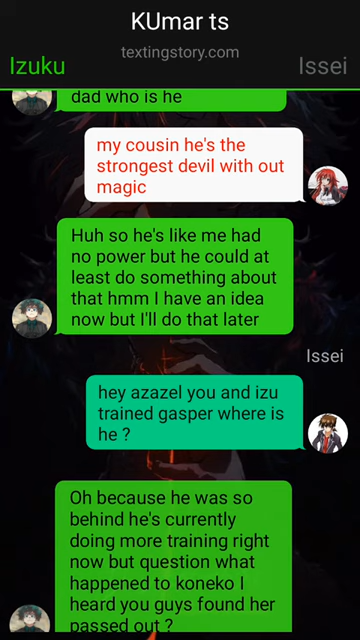 KUmar ts
textingstory.com
Izuku
Issei
dad who is he
my cousin he's the
strongest devil with out
magic
Huh so he's like me had
no power but he could at
least do something about
that hmm I have an idea
now but I'll do that later
Issei
hey azazel you and izu
trained gasper where is
he ?
Oh because he was so
behind he's currently
doing more training right
now but question what
happened to koneko I
heard you guys found her
passed out ?